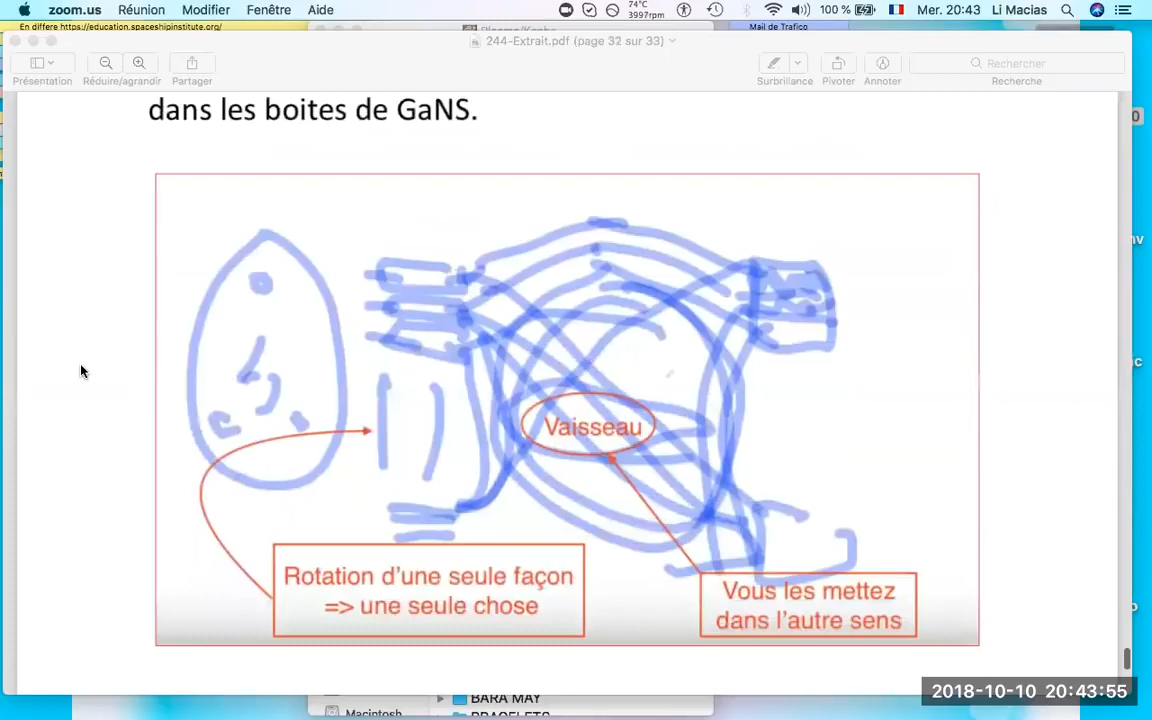 zoom.us Réunion Modifier Fenêtre Aide 74°C 3997rpm 100 % Mer. 20:43 Li Macias
En differe https://education.spaceshipinstitute.org/
Mail de Trafico
244-Extrait.pdf (page 32 sur 33)
Rechercher
Présentation Réduire/agrandir Partager Surbrillance Pivoter Annoter Recherche
dans les boites de GaNS.
Vaisseau
Rotation d'une seule façon
=> une seule chose
Vous les mettez
dans l'autre sens
2018-10-10 20:43:55
BARA MAY
Macintosh
BRACELETS